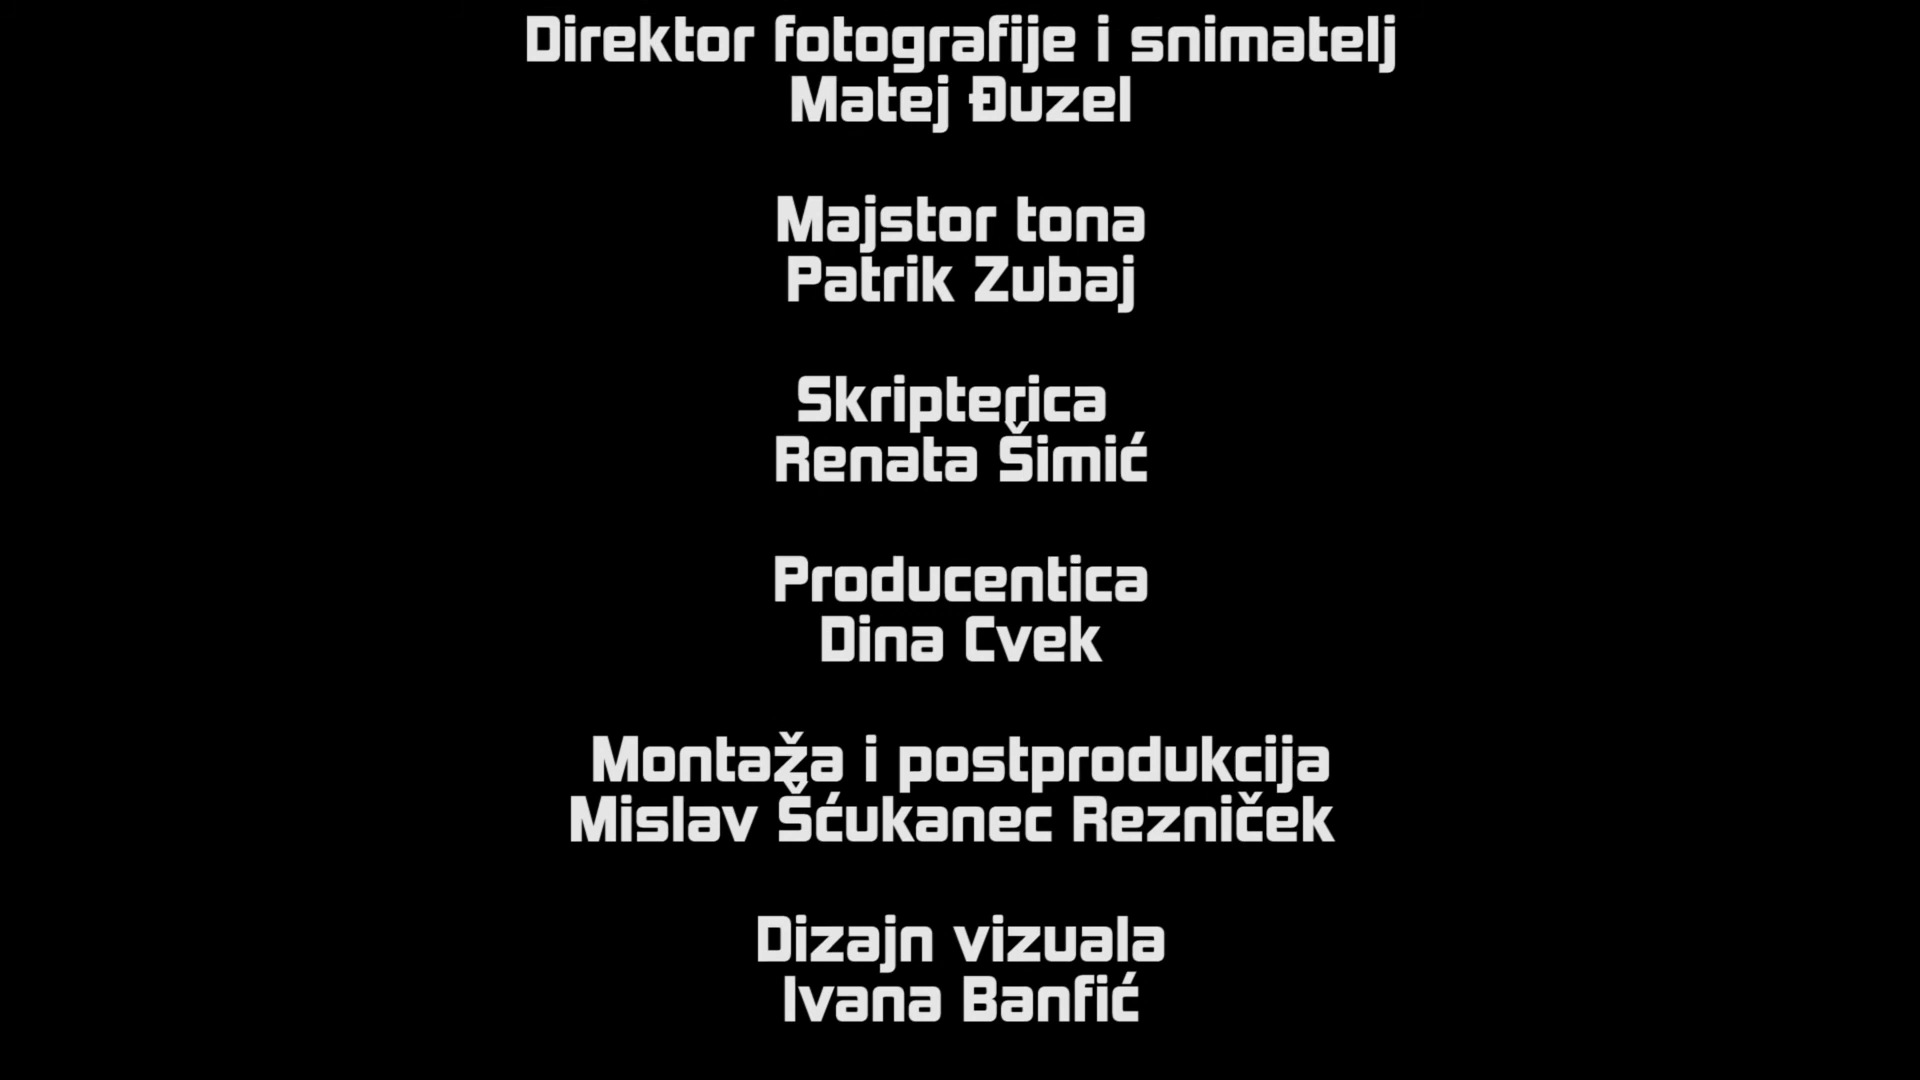 Direktor fotografije i snimatelj
Matej Đuzel
Majstor tona
Patrik Zubaj
Skripterica
Renata Šimić
Producentica
Dina Cvek
Montaža i postprodukcija
Mislav Šćukanec Rezniček
Dizajn vizuala
Ivana Banfić